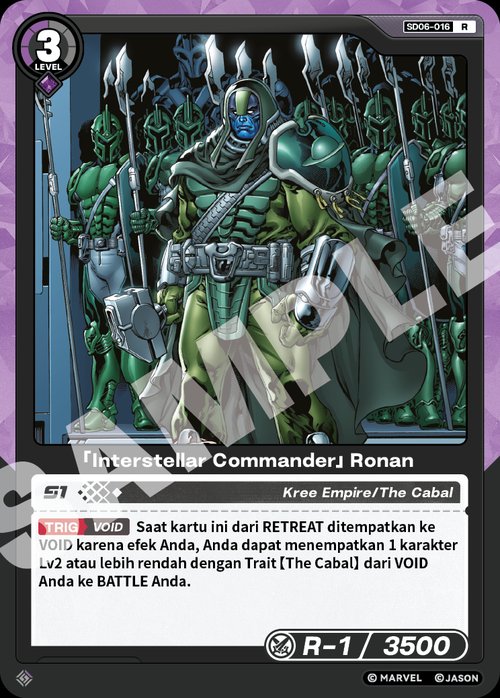 SD06-016 R
3
LEVEL
SAMPLE
「Interstellar Commander」 Ronan
S1
Kree Empire/The Cabal
TRIG VOID Saat kartu ini dari RETREAT ditempatkan ke
VOID karena efek Anda, Anda dapat menempatkan 1 karakter
Lv2 atau lebih rendah dengan Trait【The Cabal】dari VOID
Anda ke BATTLE Anda.
R-1 / 3500
© MARVEL ©JASON